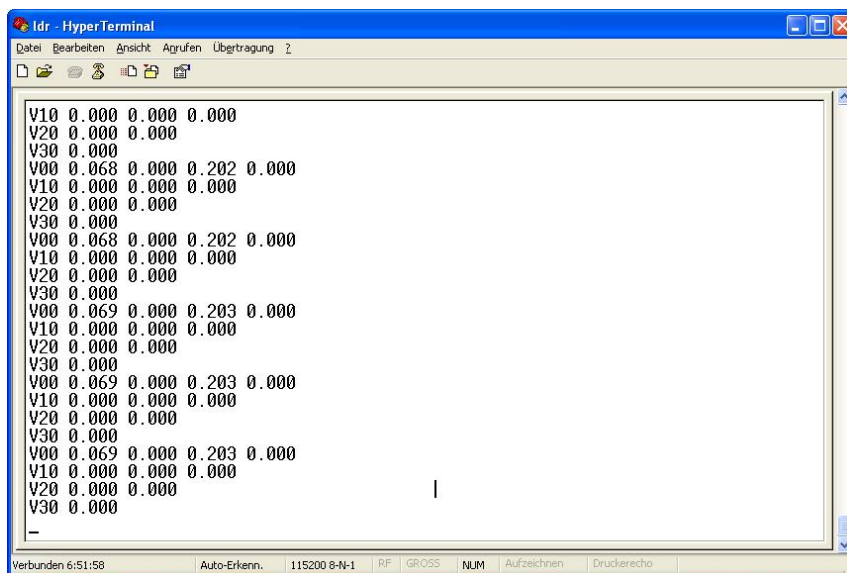 ldr - HyperTerminal
Datei Bearbeiten Ansicht Anrufen Übertragung ?
V10 0.000 0.000 0.000
V20 0.000 0.000
V30 0.000
V00 0.068 0.000 0.202 0.000
V10 0.000 0.000 0.000
V20 0.000 0.000
V30 0.000
V00 0.068 0.000 0.202 0.000
V10 0.000 0.000 0.000
V20 0.000 0.000
V30 0.000
V00 0.069 0.000 0.203 0.000
V10 0.000 0.000 0.000
V20 0.000 0.000
V30 0.000
V00 0.069 0.000 0.203 0.000
V10 0.000 0.000 0.000
V20 0.000 0.000
V30 0.000
V00 0.069 0.000 0.203 0.000
V10 0.000 0.000 0.000
V20 0.000 0.000
V30 0.000
_
Verbunden 6:51:58 Auto-Erkenn. 115200 8-N-1 RF GROSS NUM Aufzeichnen Druckerecho